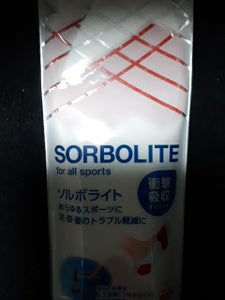 SORBOLITE
for all sports
ソルボライト
衝撃
吸収
あらゆるスポーツに
足・腰・膝のトラブル軽減に